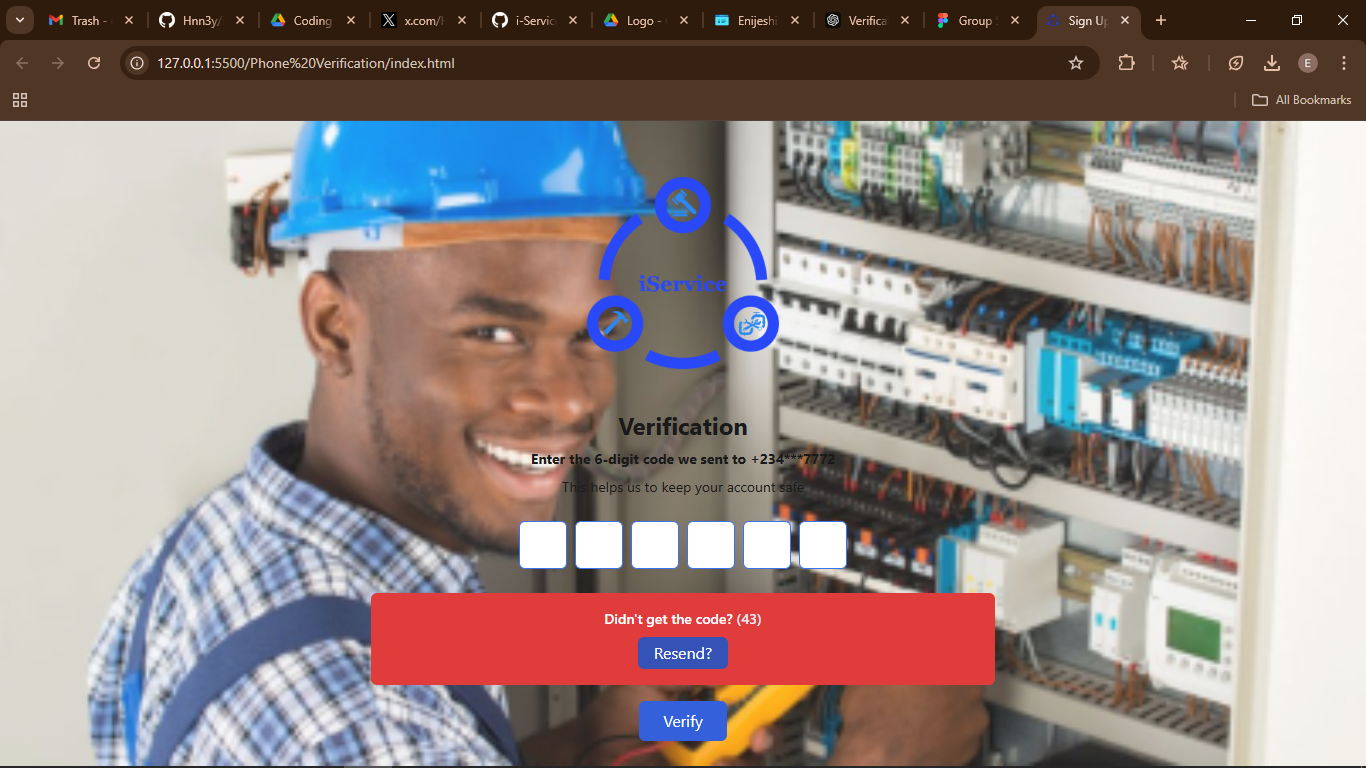 Trash -
Hnn3y/
Coding
x.com/
i-Servic
Logo -
Enijeshi
Verifica
Group
Sign Up
127.0.0.1:5500/Phone%20Verification/index.html
E
All Bookmarks
iService
Verification
Enter the 6-digit code we sent to +234***7772
This helps us to keep your account safe
Didn't get the code? (43)
Resend?
Verify